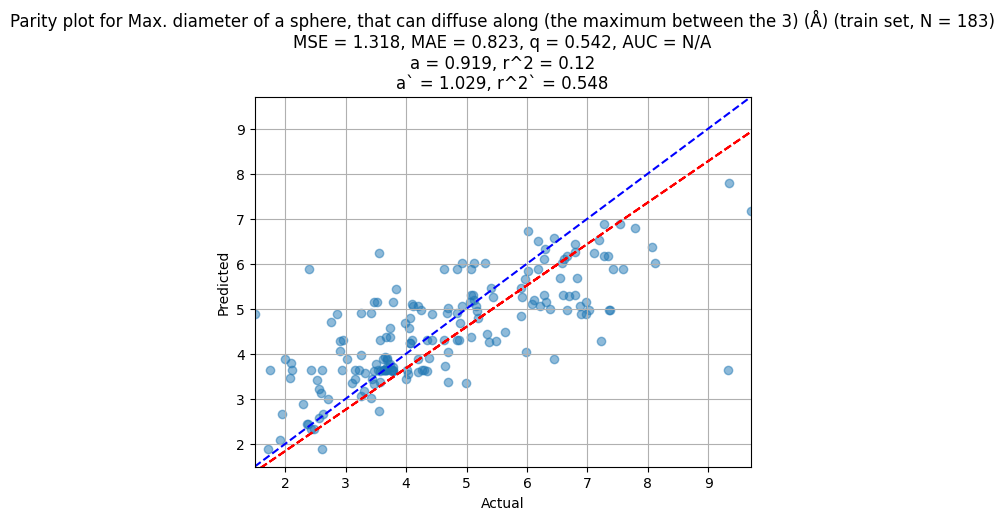 Parity plot for Max. diameter of a sphere, that can diffuse along (the maximum between the 3) (Å) (train set, N = 183)
MSE = 1.318, MAE = 0.823, q = 0.542, AUC = N/A
a = 0.919, r^2 = 0.12
a` = 1.029, r^2` = 0.548
9
8
7
6
5
4
3
2
Predicted
2 3 4 5 6 7 8 9
Actual